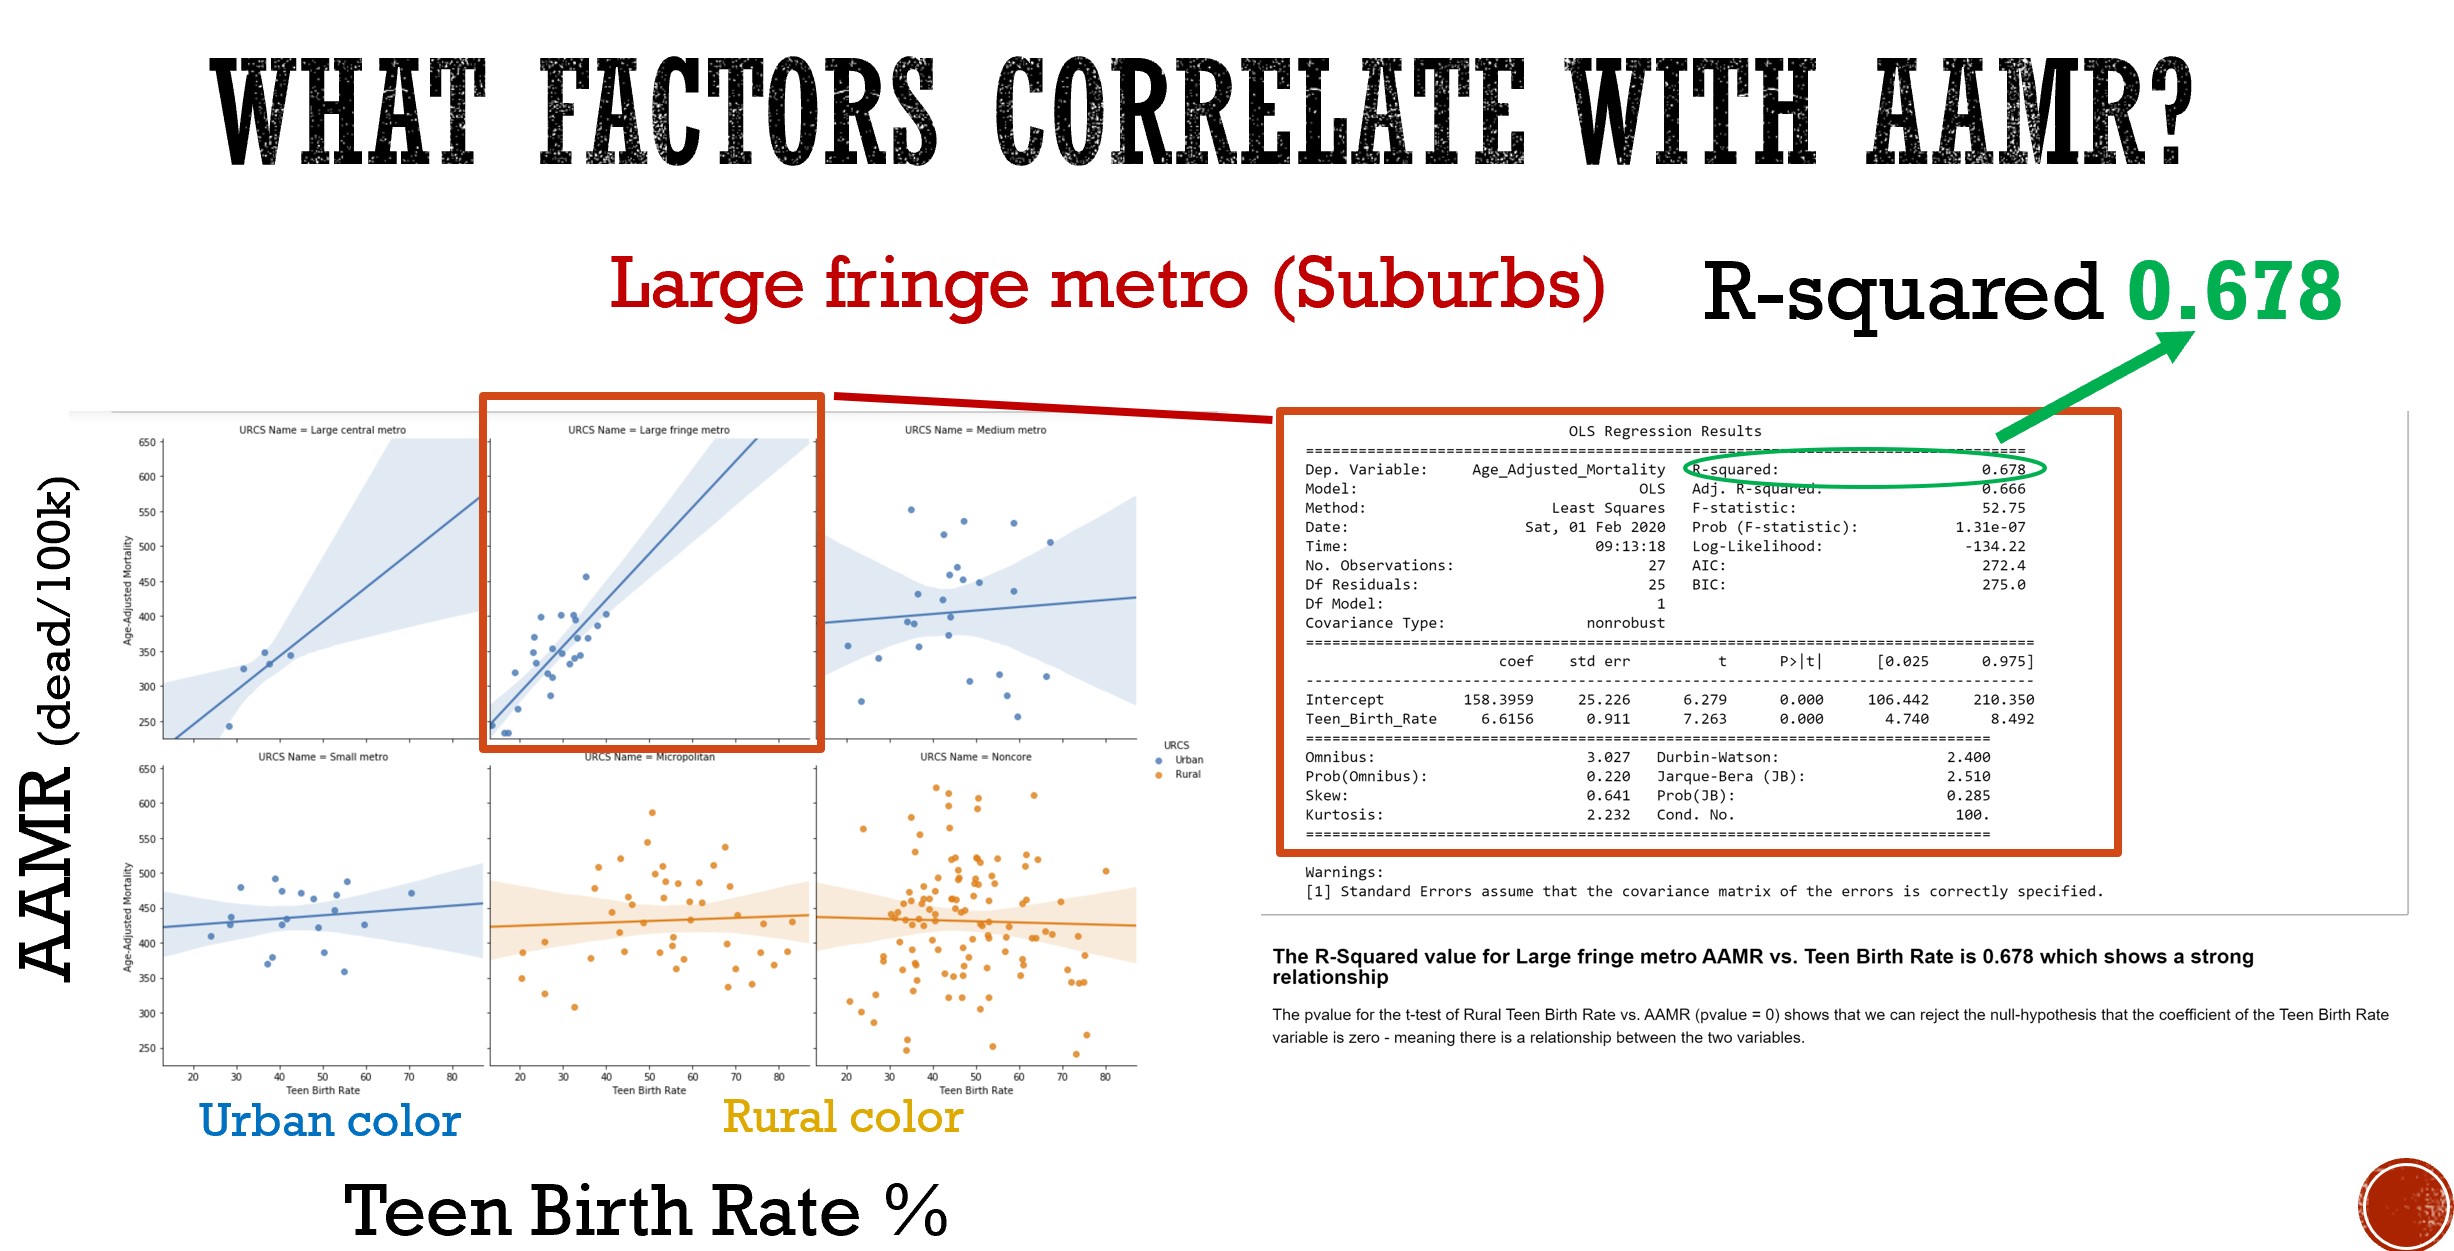 WHAT FACTORS CORRELATE WITH AAMR?
Large fringe metro (Suburbs)
R-squared 0.678
AAMR (dead/100k)
URCS Name = Large central metro
URCS Name = Large fringe metro
URCS Name = Medium metro
Age-Adjusted Mortality
650
600
550
500
450
400
350
300
250
URCS Name = Small metro
URCS Name = Micropolitan
URCS Name = Noncore
Age-Adjusted Mortality
650
600
550
500
450
400
350
300
250
20 30 40 50 60 70 80
20 30 40 50 60 70 80
20 30 40 50 60 70 80
Teen Birth Rate
Teen Birth Rate
Teen Birth Rate
URCS
Urban
Rural
Urban color
Rural color
Teen Birth Rate %
OLS Regression Results
==============================================================================
Dep. Variable: Age_Adjusted_Mortality R-squared: 0.678
Model: OLS Adj. R-squared: 0.666
Method: Least Squares F-statistic: 52.75
Date: Sat, 01 Feb 2020 Prob (F-statistic): 1.31e-07
Time: 09:13:18 Log-Likelihood: -134.22
No. Observations: 27 AIC: 272.4
Df Residuals: 25 BIC: 275.0
Df Model: 1
Covariance Type: nonrobust
==============================================================================
coef std err t P>|t| [0.025 0.975]
------------------------------------------------------------------------------
Intercept 158.3959 25.226 6.279 0.000 106.442 210.350
Teen_Birth_Rate 6.6156 0.911 7.263 0.000 4.740 8.492
==============================================================================
Omnibus: 3.027 Durbin-Watson: 2.400
Prob(Omnibus): 0.220 Jarque-Bera (JB): 2.510
Skew: 0.641 Prob(JB): 0.285
Kurtosis: 2.232 Cond. No. 100.
==============================================================================
Warnings:
[1] Standard Errors assume that the covariance matrix of the errors is correctly specified.
The R-Squared value for Large fringe metro AAMR vs. Teen Birth Rate is 0.678 which shows a strong
relationship
The pvalue for the t-test of Rural Teen Birth Rate vs. AAMR (pvalue = 0) shows that we can reject the null-hypothesis that the coefficient of the Teen Birth Rate
variable is zero - meaning there is a relationship between the two variables.